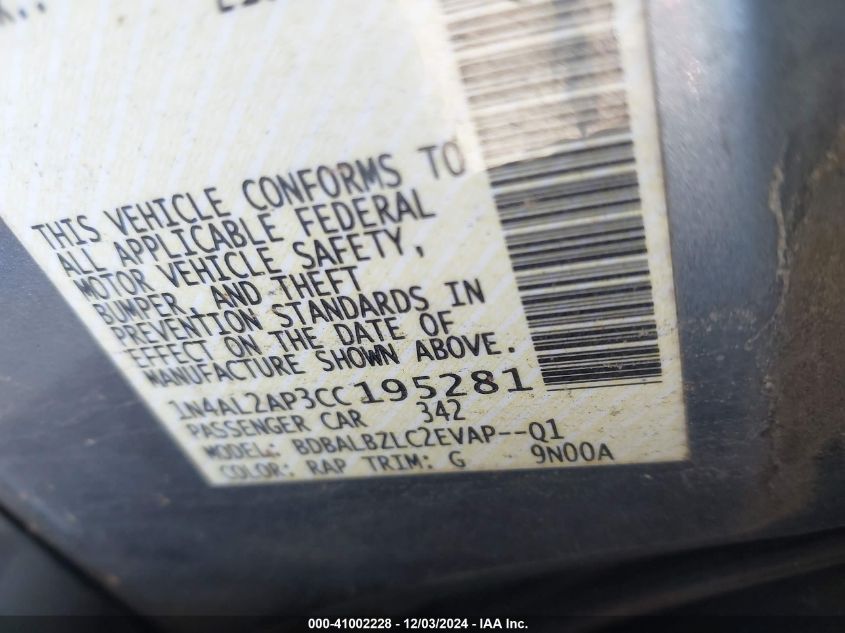 THIS VEHICLE CONFORMS TO
ALL APPLICABLE FEDERAL
MOTOR VEHICLE SAFETY,
BUMPER, AND THEFT
PREVENTION STANDARDS IN
EFFECT ON THE DATE OF
MANUFACTURE SHOWN ABOVE.
1N4AL2AP3CC195281
PASSENGER CAR 342
MODEL: BDBALBZLC2EVAP--Q1
COLOR: RAP TRIM: G 9N00A
000-41002228 - 12/03/2024 - IAA Inc.